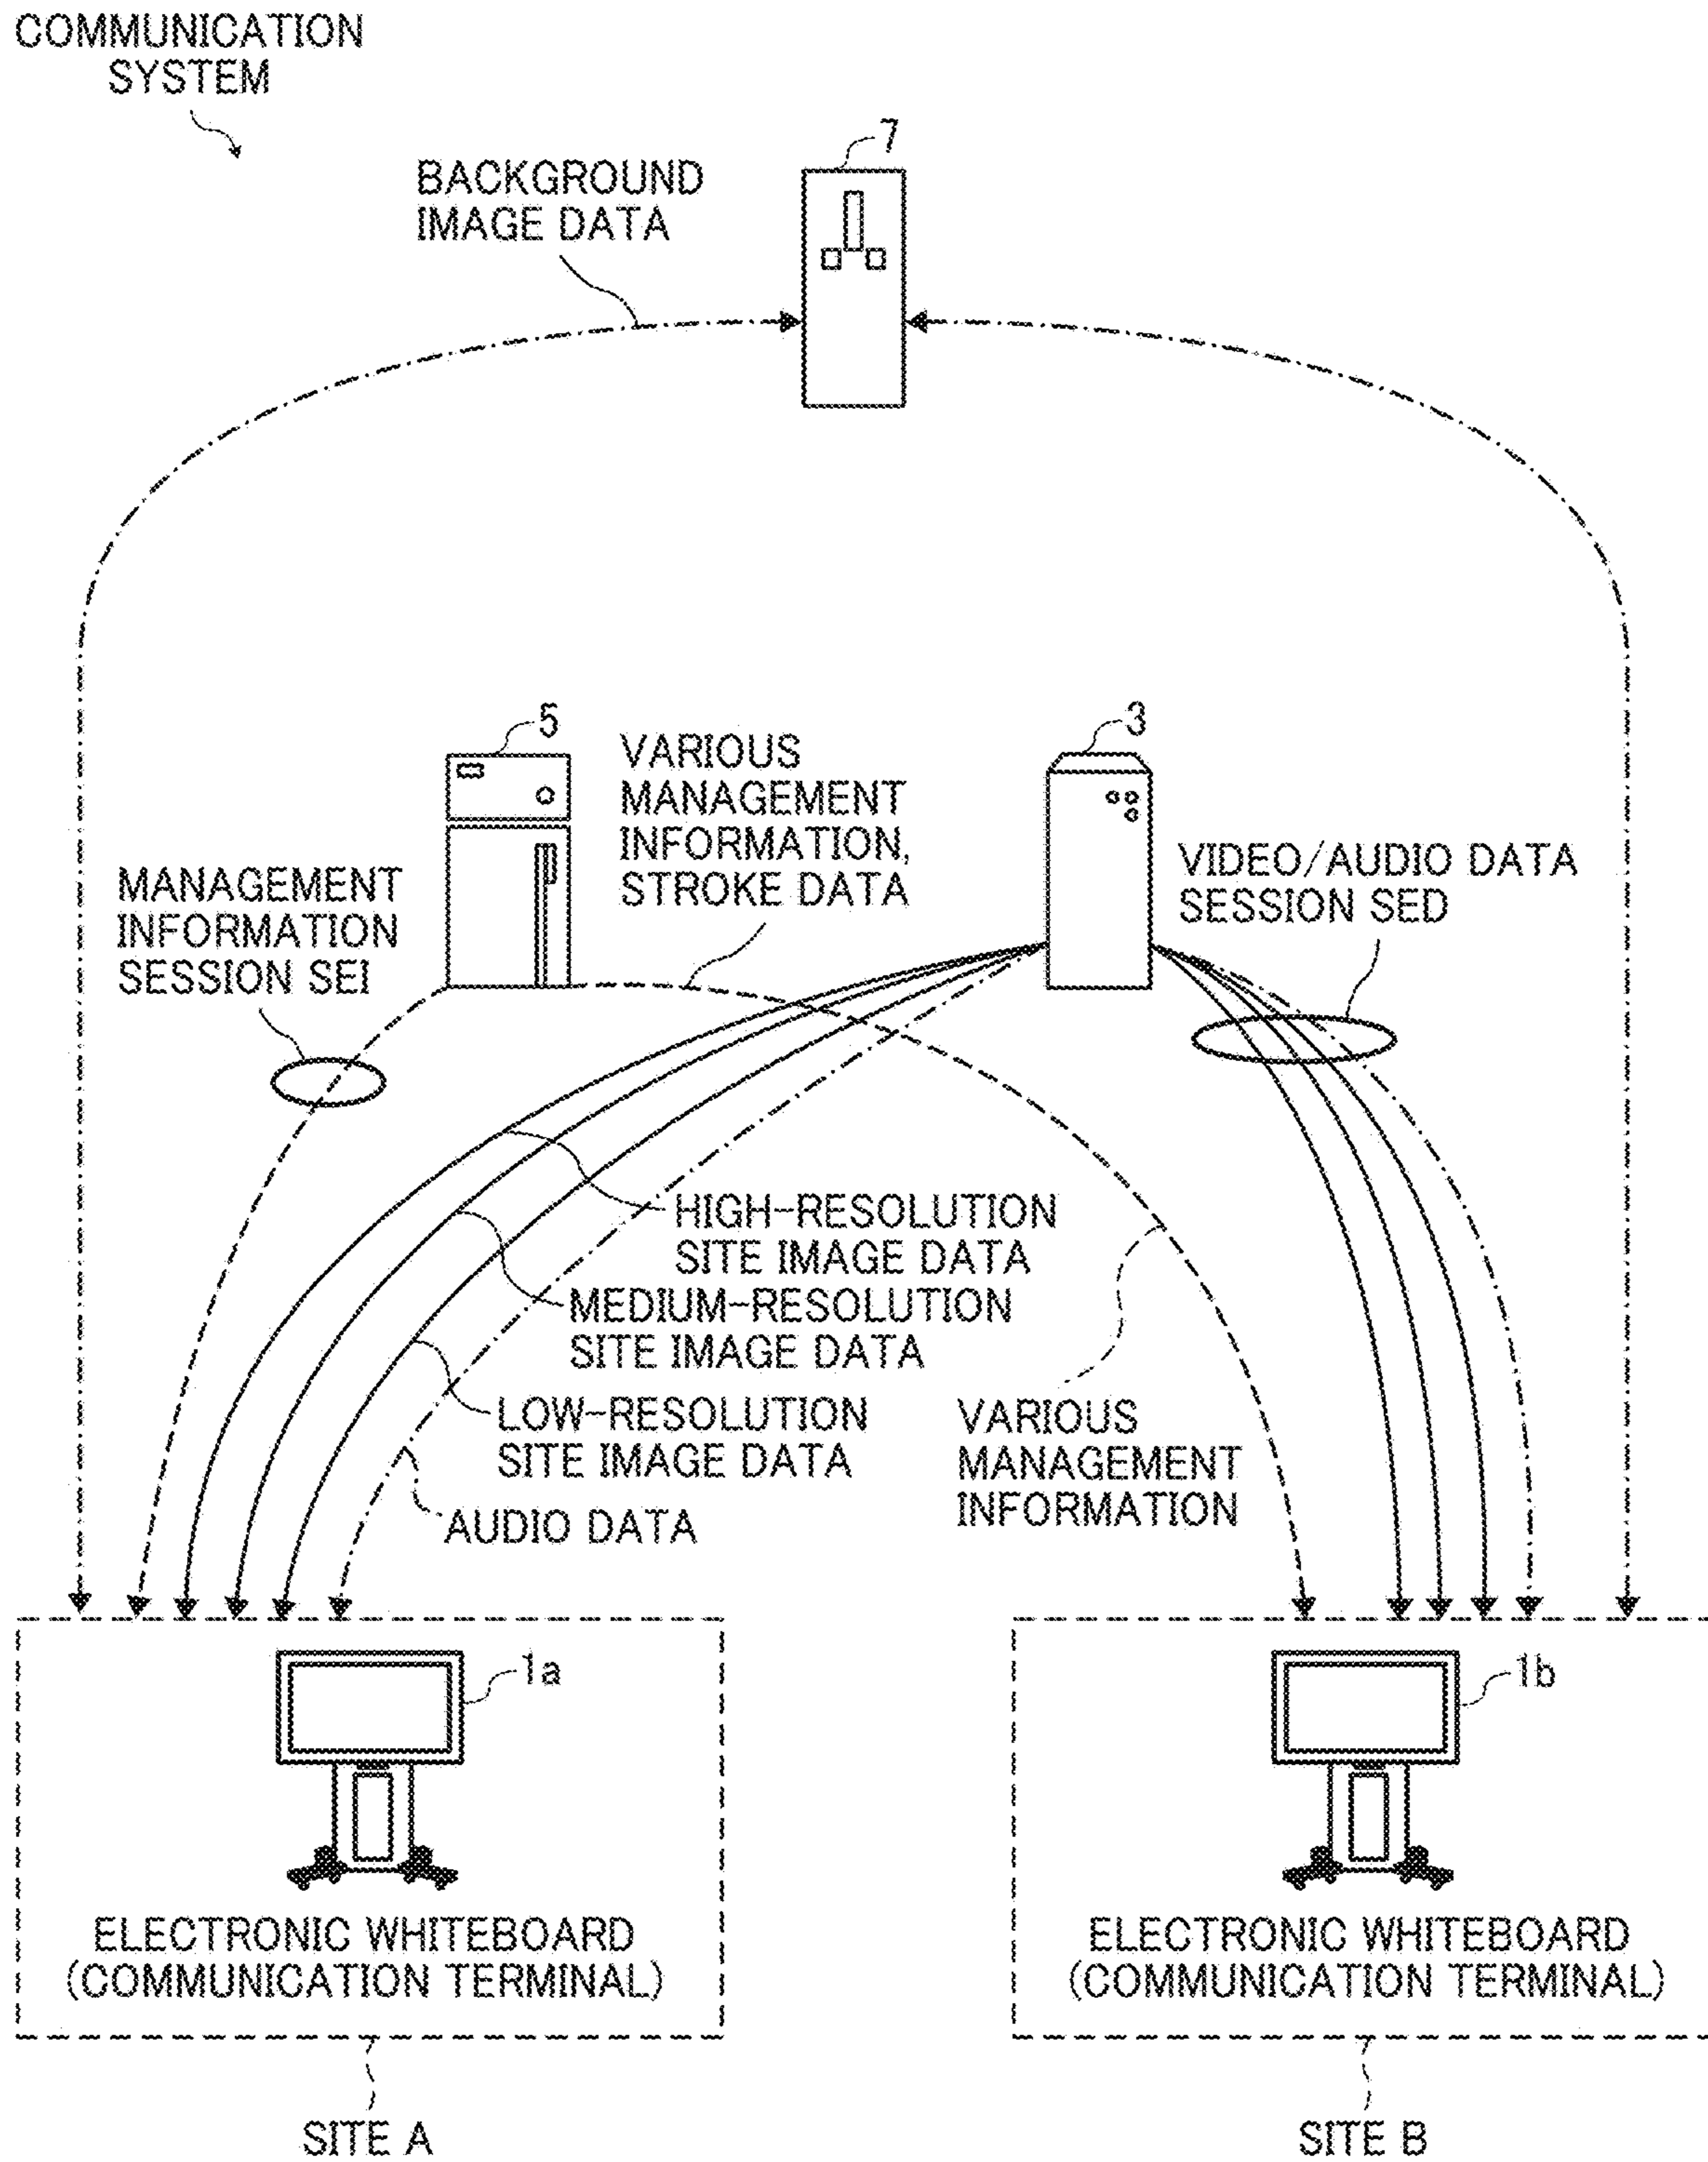 COMMUNICATION
SYSTEM
7
BACKGROUND
IMAGE DATA
5
3
VARIOUS
MANAGEMENT
INFORMATION,
STROKE DATA
VIDEO/AUDIO DATA
SESSION SED
MANAGEMENT
INFORMATION
SESSION SEI
HIGH-RESOLUTION
SITE IMAGE DATA
MEDIUM-RESOLUTION
SITE IMAGE DATA
LOW-RESOLUTION
SITE IMAGE DATA
AUDIO DATA
VARIOUS
MANAGEMENT
INFORMATION
1a
ELECTRONIC WHITEBOARD
(COMMUNICATION TERMINAL)
SITE A
1b
ELECTRONIC WHITEBOARD
(COMMUNICATION TERMINAL)
SITE B